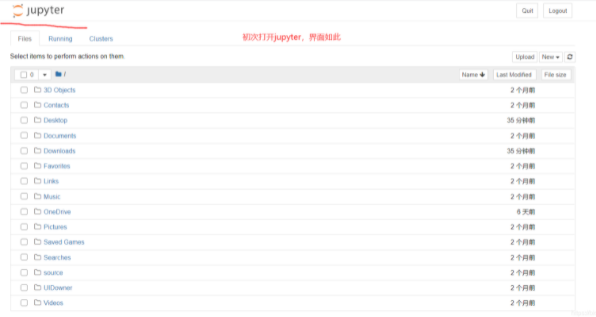 jupyter
Quit Logout
Files Running Clusters
初次打开jupyter，界面如此
Select items to perform actions on them.
Upload New
0 / Name Last Modified File size
3D Objects 2 个月前
Contacts 2 个月前
Desktop 35 分钟前
Documents 2 个月前
Downloads 35 分钟前
Favorites 2 个月前
Links 2 个月前
Music 2 个月前
OneDrive 6 天前
Pictures 2 个月前
Saved Games 2 个月前
Searches 2 个月前
source 2 个月前
UIDowner 2 个月前
Videos 2 个月前